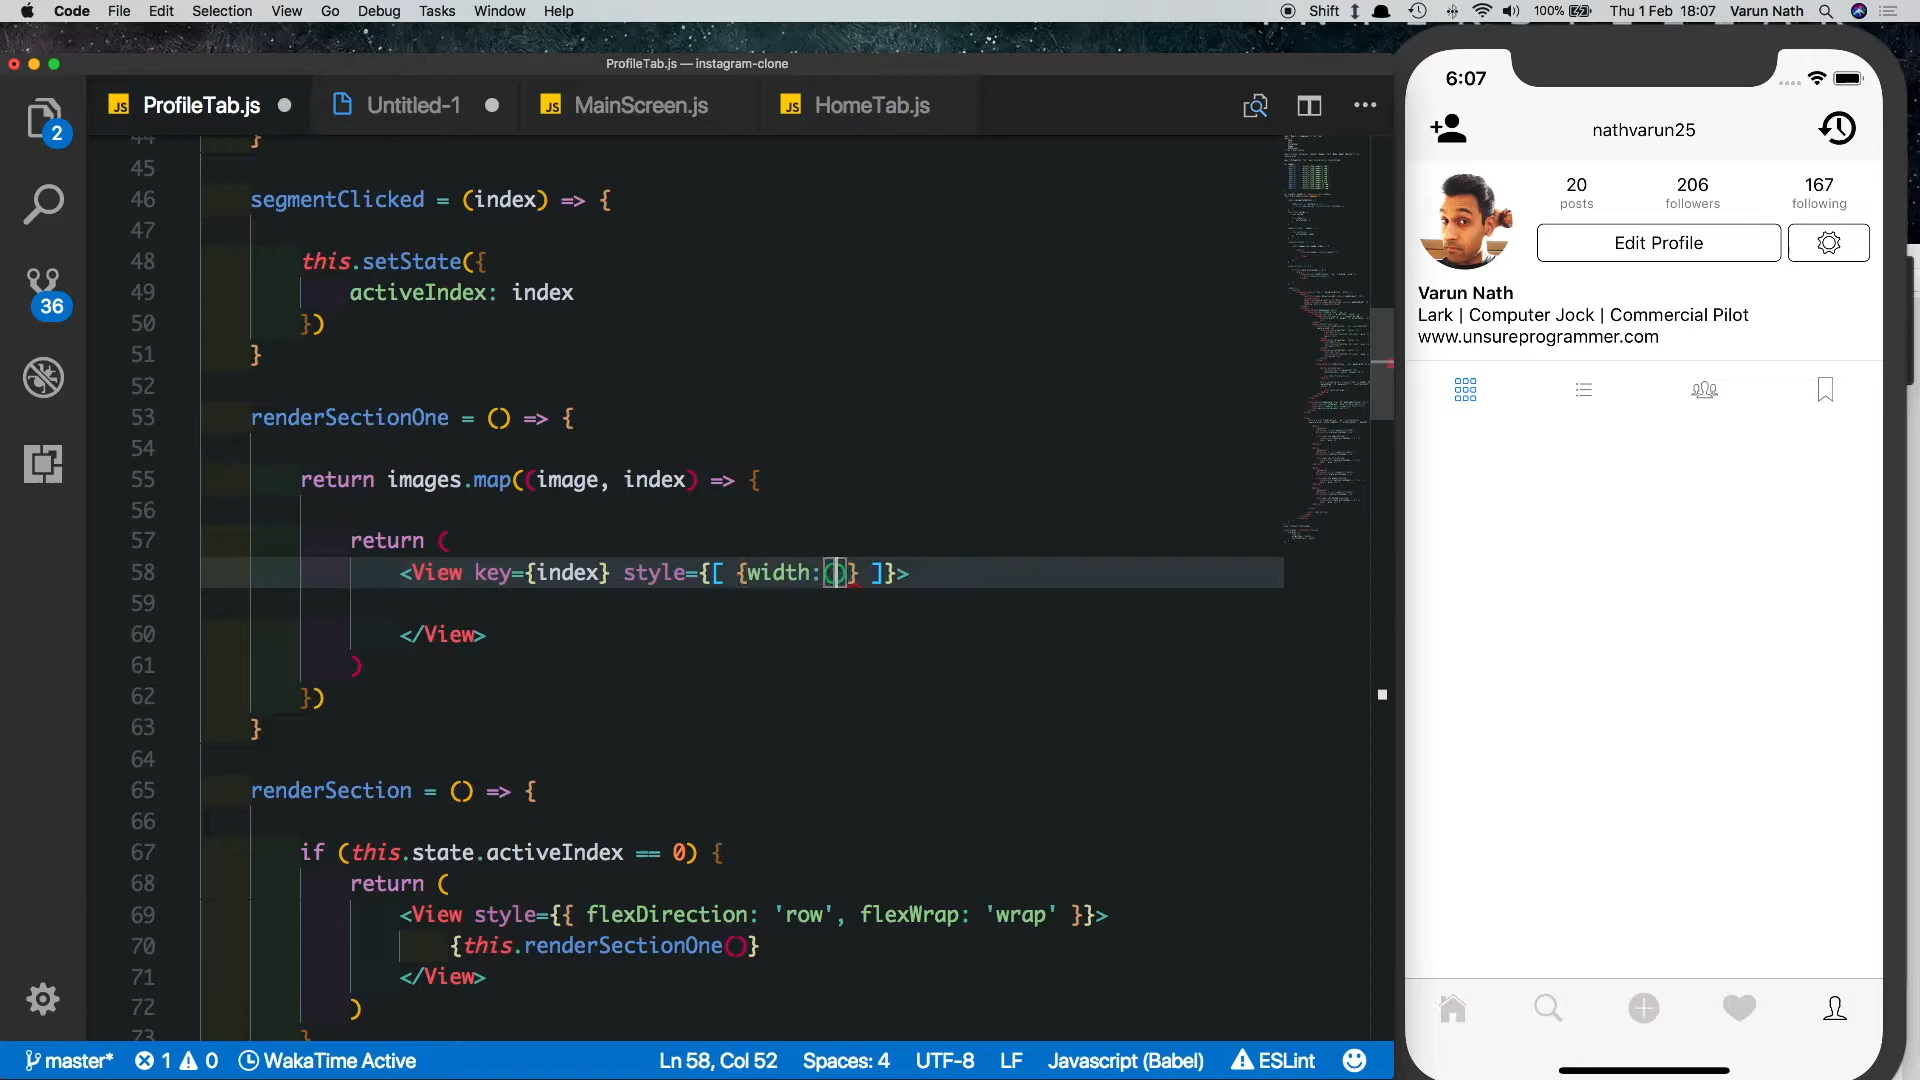 Code File Edit Selection View Go Debug Tasks Window Help Shift 100% Thu 1 Feb 18:07 Varun Nath
ProfileTab.js — instagram-clone
JS ProfileTab.js Untitled-1 JS MainScreen.js JS HomeTab.js
2
36
44 }
45
46 segmentClicked = (index) => {
47
48 this.setState({
49 activeIndex: index
50 })
51 }
52
53 renderSectionOne = () => {
54
55 return images.map((image, index) => {
56
57 return (
58 <View key={index} style={[ {width:()} ]}>
59
60 </View>
61 )
62 })
63 }
64
65 renderSection = () => {
66
67 if (this.state.activeIndex == 0) {
68 return (
69 <View style={{ flexDirection: 'row', flexWrap: 'wrap' }}>
70 {this.renderSectionOne()}
71 </View>
72 )
73 }
master* 1 0 WakaTime Active Ln 58, Col 52 Spaces: 4 UTF-8 LF Javascript (Babel) ESLint
6:07
nathvarun25
20 206 167
posts followers following
Edit Profile
Varun Nath
Lark | Computer Jock | Commercial Pilot
www.unsureprogrammer.com